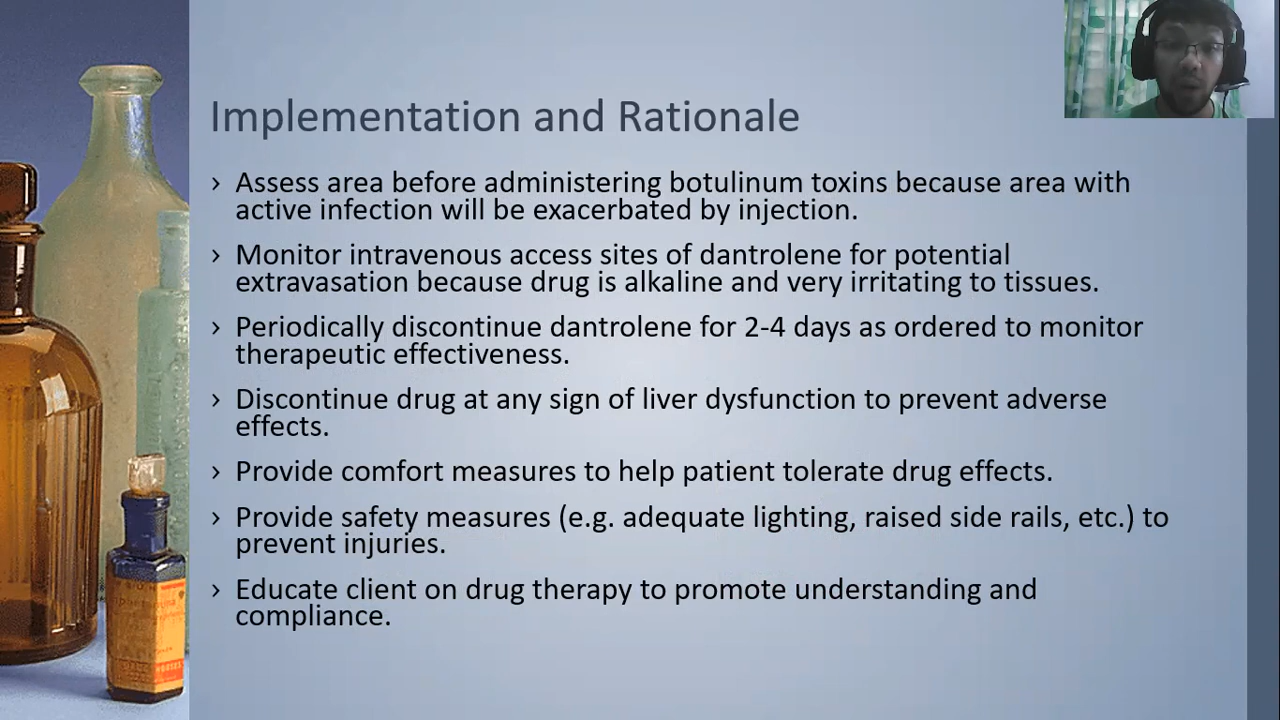 Implementation and Rationale
› Assess area before administering botulinum toxins because area with
active infection will be exacerbated by injection.
› Monitor intravenous access sites of dantrolene for potential
extravasation because drug is alkaline and very irritating to tissues.
› Periodically discontinue dantrolene for 2-4 days as ordered to monitor
therapeutic effectiveness.
› Discontinue drug at any sign of liver dysfunction to prevent adverse
effects.
› Provide comfort measures to help patient tolerate drug effects.
› Provide safety measures (e.g. adequate lighting, raised side rails, etc.) to
prevent injuries.
› Educate client on drug therapy to promote understanding and
compliance.